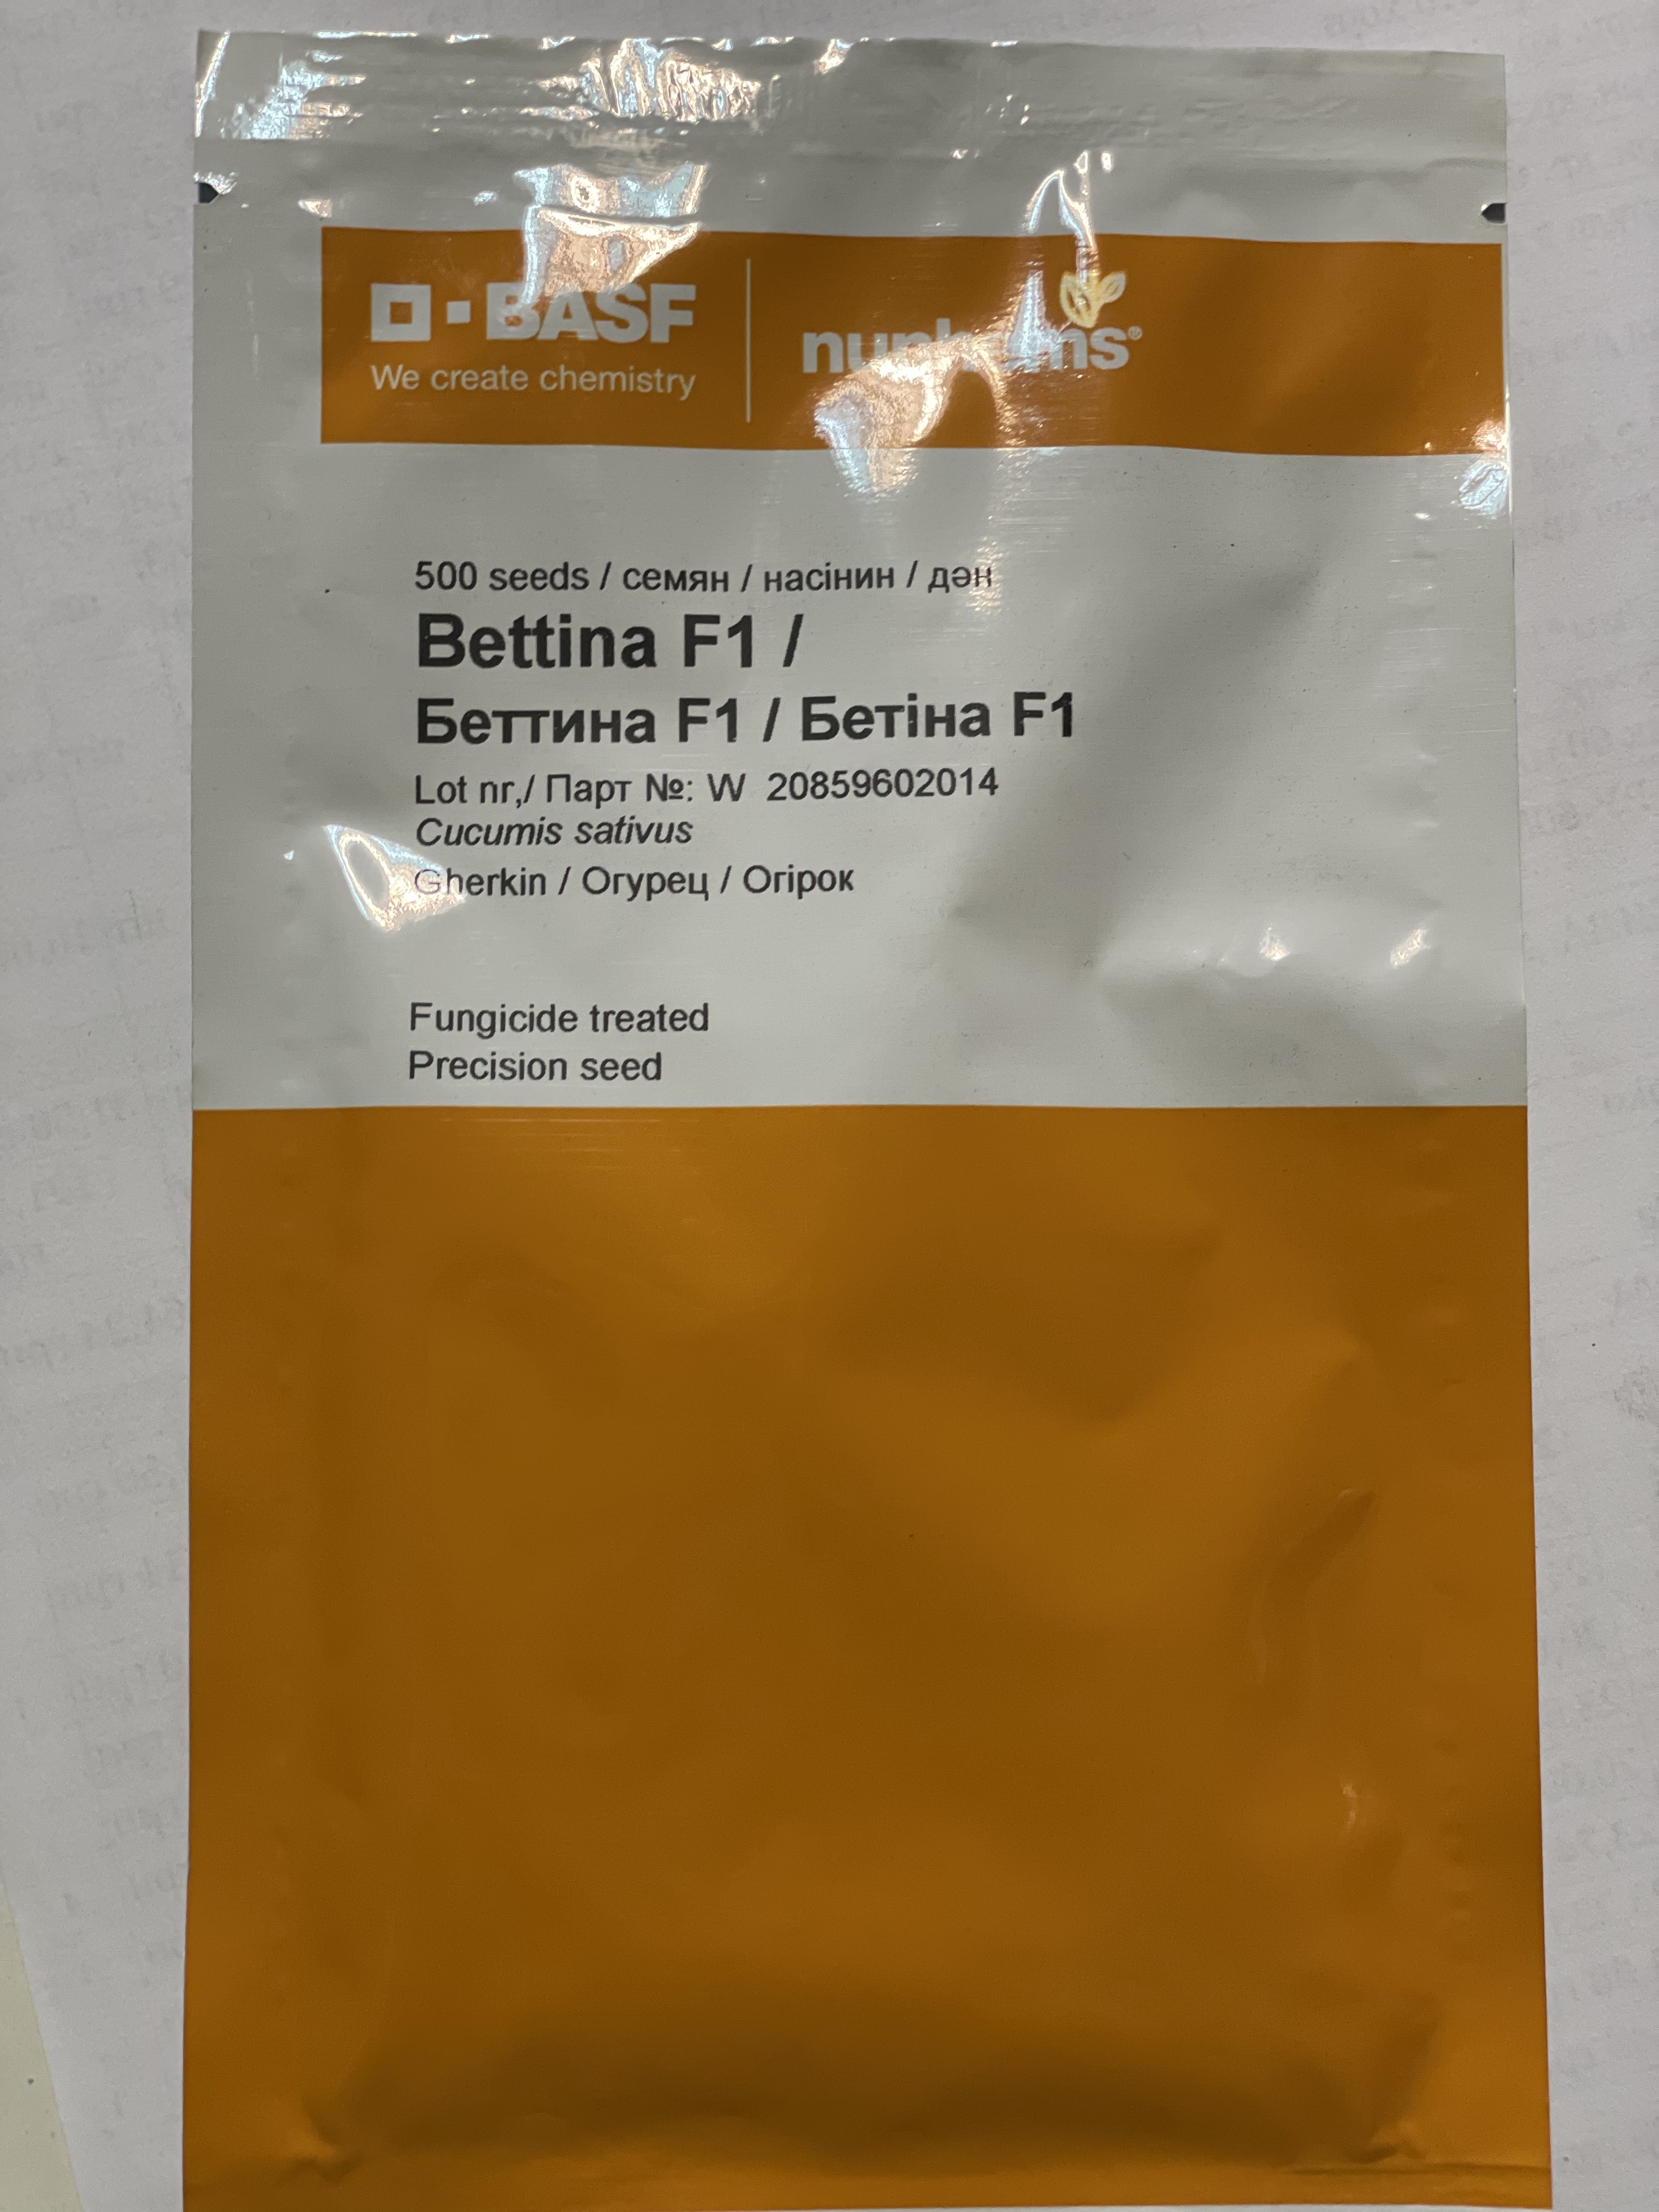 BASF
We create chemistry
nunhems®
500 seeds / семян / насінин / дән
Bettina F1 /
Беттина F1 / Бетіна F1
Lot nr,/ Парт №: W 20859602014
Cucumis sativus
Gherkin / Огурец / Огірок
Fungicide treated
Precision seed